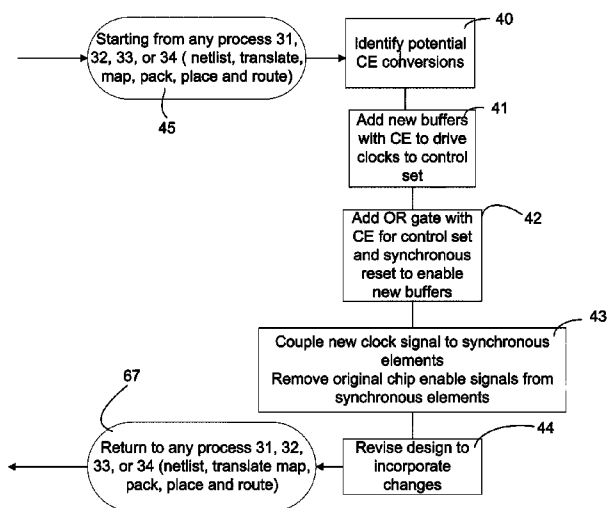 Starting from any process 31,
32, 33, or 34 ( netlist, translate,
map, pack, place and route)
45
40
Identify potential
CE conversions
41
Add new buffers
with CE to drive
clocks to control
set
42
Add OR gate with
CE for control set
and synchronous
reset to enable
new buffers
43
Couple new clock signal to synchronous
elements
Remove original chip enable signals from
synchronous elements
67
Return to any process 31, 32,
33, or 34 (netlist, translate map,
pack, place and route)
44
Revise design to
incorporate
changes